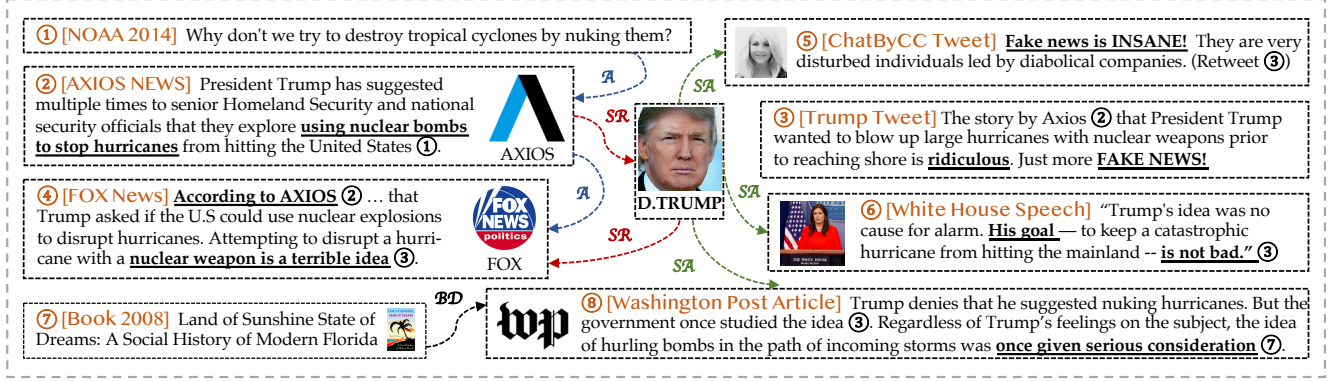 ① [NOAA 2014] Why don't we try to destroy tropical cyclones by nuking them?
② [AXIOS NEWS] President Trump has suggested
multiple times to senior Homeland Security and national
security officials that they explore using nuclear bombs
to stop hurricanes from hitting the United States ①.
AXIOS
④ [FOX News] According to AXIOS ② … that
Trump asked if the U.S could use nuclear explosions
to disrupt hurricanes. Attempting to disrupt a hurri-
cane with a nuclear weapon is a terrible idea ③.
FOX
NEWS
politics
FOX
⑦ [Book 2008] Land of Sunshine State of
Dreams: A Social History of Modern Florida
A
SR
A
SR
BD
SA
D.TRUMP
SA
SA
⑤ [ChatByCC Tweet] Fake news is INSANE! They are very
disturbed individuals led by diabolical companies. (Retweet ③)
③ [Trump Tweet] The story by Axios ② that President Trump
wanted to blow up large hurricanes with nuclear weapons prior
to reaching shore is ridiculous. Just more FAKE NEWS!
⑥ [White House Speech] “Trump's idea was no
cause for alarm. His goal — to keep a catastrophic
hurricane from hitting the mainland -- is not bad.” ③
wp
⑧ [Washington Post Article] Trump denies that he suggested nuking hurricanes. But the
government once studied the idea ③. Regardless of Trump’s feelings on the subject, the idea
of hurling bombs in the path of incoming storms was once given serious consideration ⑦.